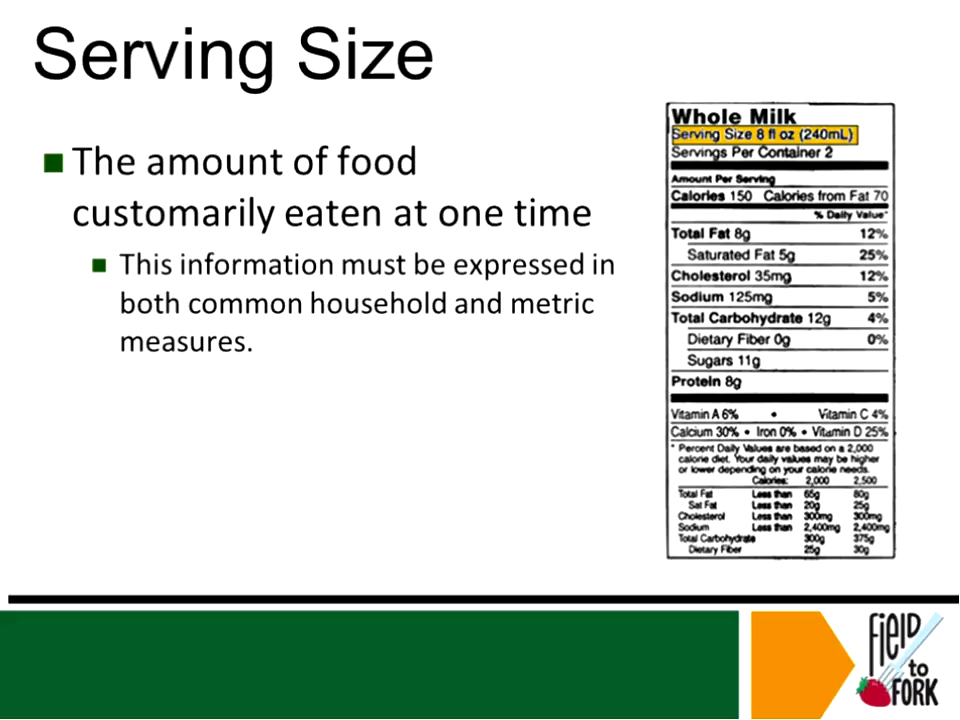 Serving Size
The amount of food
customarily eaten at one time
This information must be expressed in
both common household and metric
measures.
Whole Milk
Serving Size 8 fl oz (240mL)
Servings Per Container 2
Amount Per Serving
Calories 150 Calories from Fat 70
% Daily Value*
Total Fat 8g 12%
Saturated Fat 5g 25%
Cholesterol 35mg 12%
Sodium 125mg 5%
Total Carbohydrate 12g 4%
Dietary Fiber 0g 0%
Sugars 11g
Protein 8g
Vitamin A 6% • Vitamin C 4%
Calcium 30% • Iron 0% • Vitamin D 25%
* Percent Daily Values are based on a 2,000
calorie diet. Your daily values may be higher
or lower depending on your calorie needs.
Calories: 2,000 2,500
Total Fat Less than 65g 80g
Sat Fat Less than 20g 25g
Cholesterol Less than 300mg 300mg
Sodium Less than 2,400mg 2,400mg
Total Carbohydrate 300g 375g
Dietary Fiber 25g 30g
fiELD
to
FORK